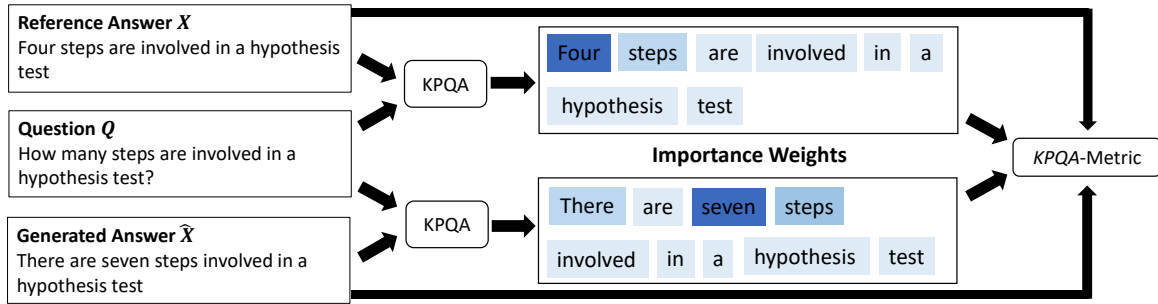 Reference Answer X
Four steps are involved in a hypothesis
test
Question Q
How many steps are involved in a
hypothesis test?
Generated Answer X̂
There are seven steps involved in a
hypothesis test
KPQA
KPQA
Four steps are involved in a
hypothesis test
Importance Weights
There are seven steps
involved in a hypothesis test
KPQA-Metric